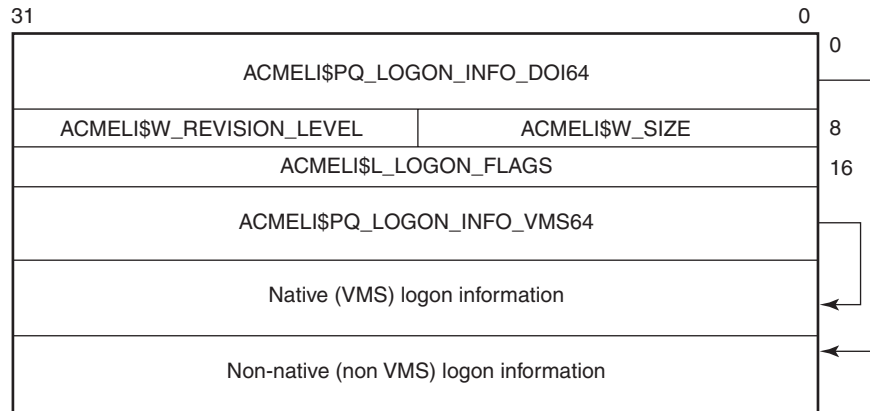 31 0
0
ACMELI$PQ_LOGON_INFO_DOI64
ACMELI$W_REVISION_LEVEL ACMELI$W_SIZE 8
ACMELI$L_LOGON_FLAGS 16
ACMELI$PQ_LOGON_INFO_VMS64
Native (VMS) logon information
Non-native (non VMS) logon information